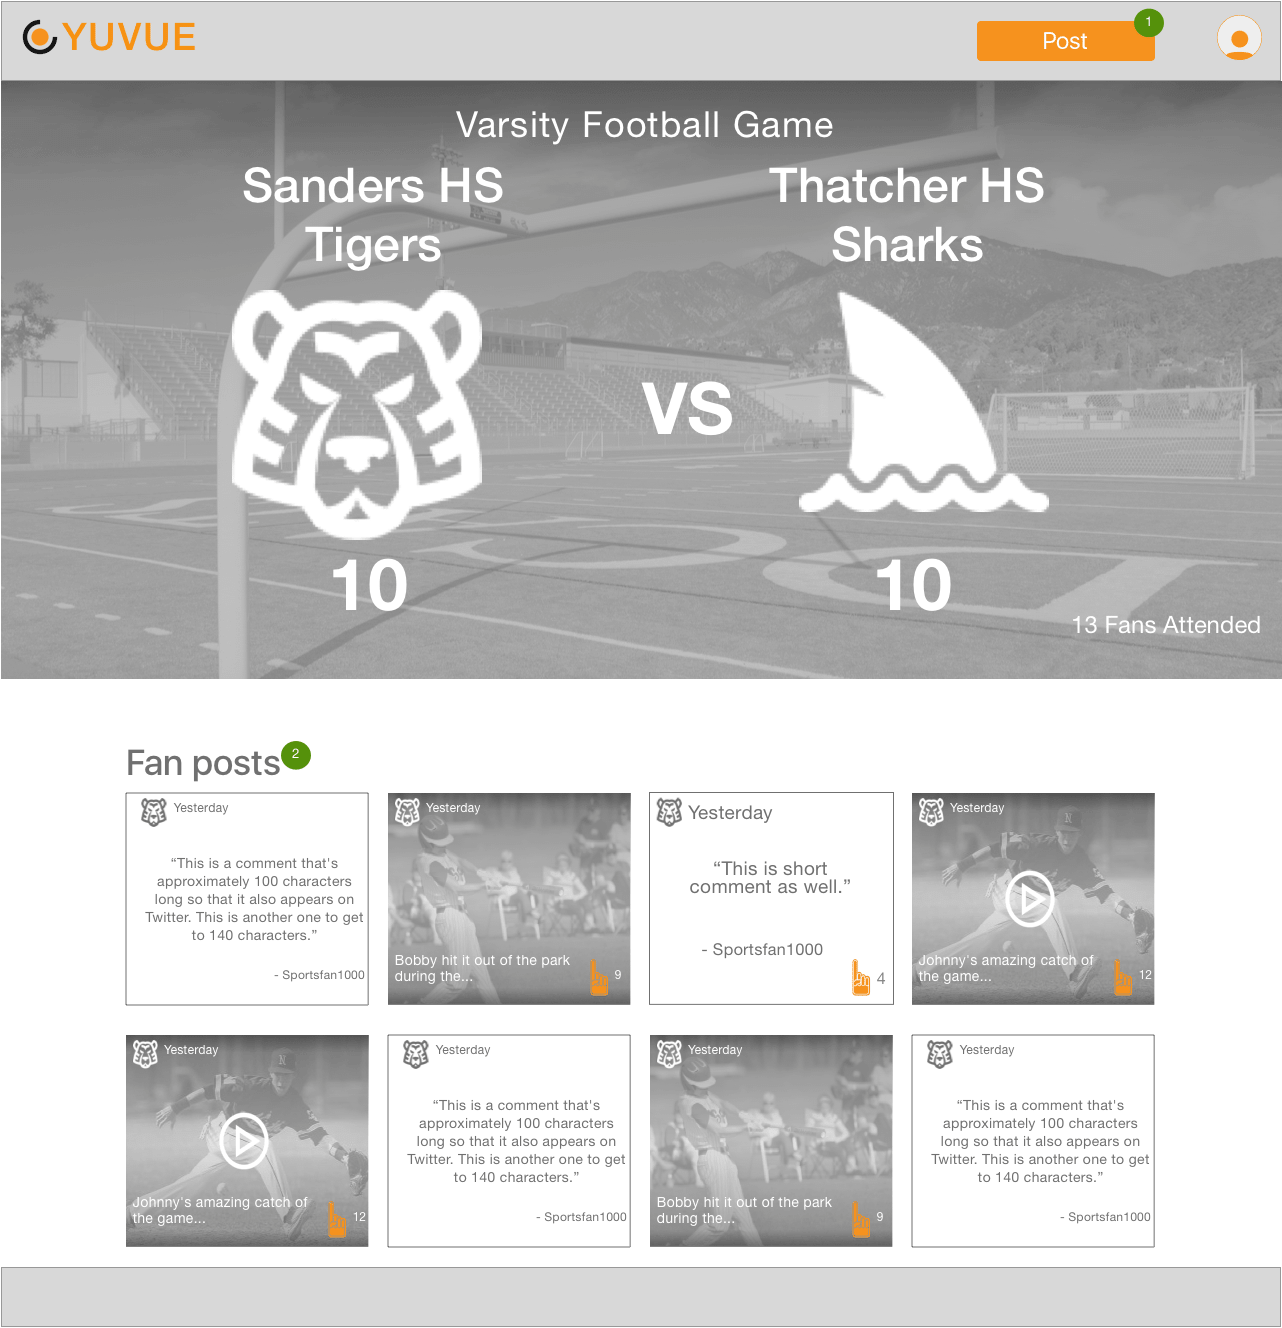 YUVUE
Post
1
Varsity Football Game
Sanders HS
Tigers
Thatcher HS
Sharks
VS
10
10
13 Fans Attended
Fan posts
2
Yesterday
“This is a comment that's
approximately 100 characters
long so that it also appears on
Twitter. This is another one to get
to 140 characters.”
- Sportsfan1000
Yesterday
Bobby hit it out of the park
during the...
9
Yesterday
“This is short
comment as well.”
- Sportsfan1000
4
Yesterday
Johnny's amazing catch of
the game...
12
Yesterday
Johnny's amazing catch of
the game...
12
Yesterday
“This is a comment that's
approximately 100 characters
long so that it also appears on
Twitter. This is another one to get
to 140 characters.”
- Sportsfan1000
Yesterday
Bobby hit it out of the park
during the...
9
Yesterday
“This is a comment that's
approximately 100 characters
long so that it also appears on
Twitter. This is another one to get
to 140 characters.”
- Sportsfan1000